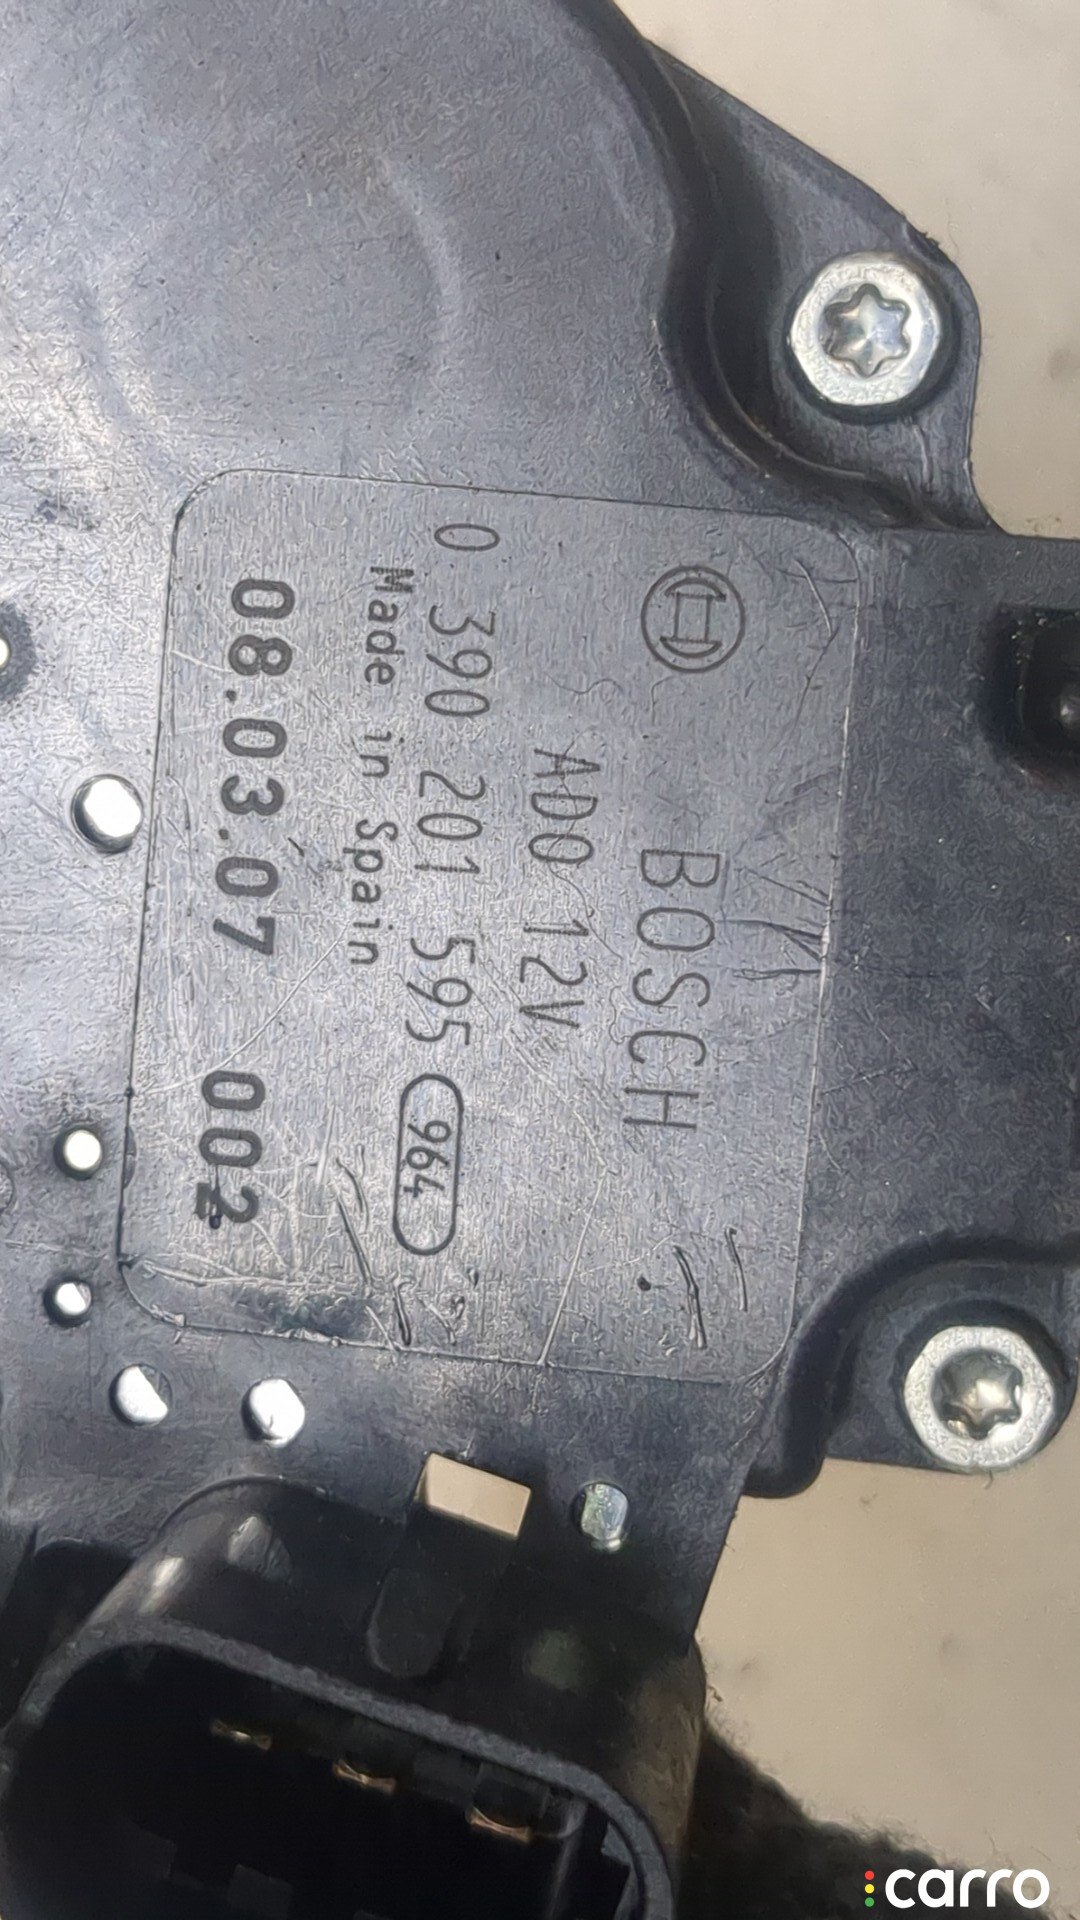 BOSCH
AD0 12V
0 390 201 595 964
Made in Spain
08.03.07 002
carro